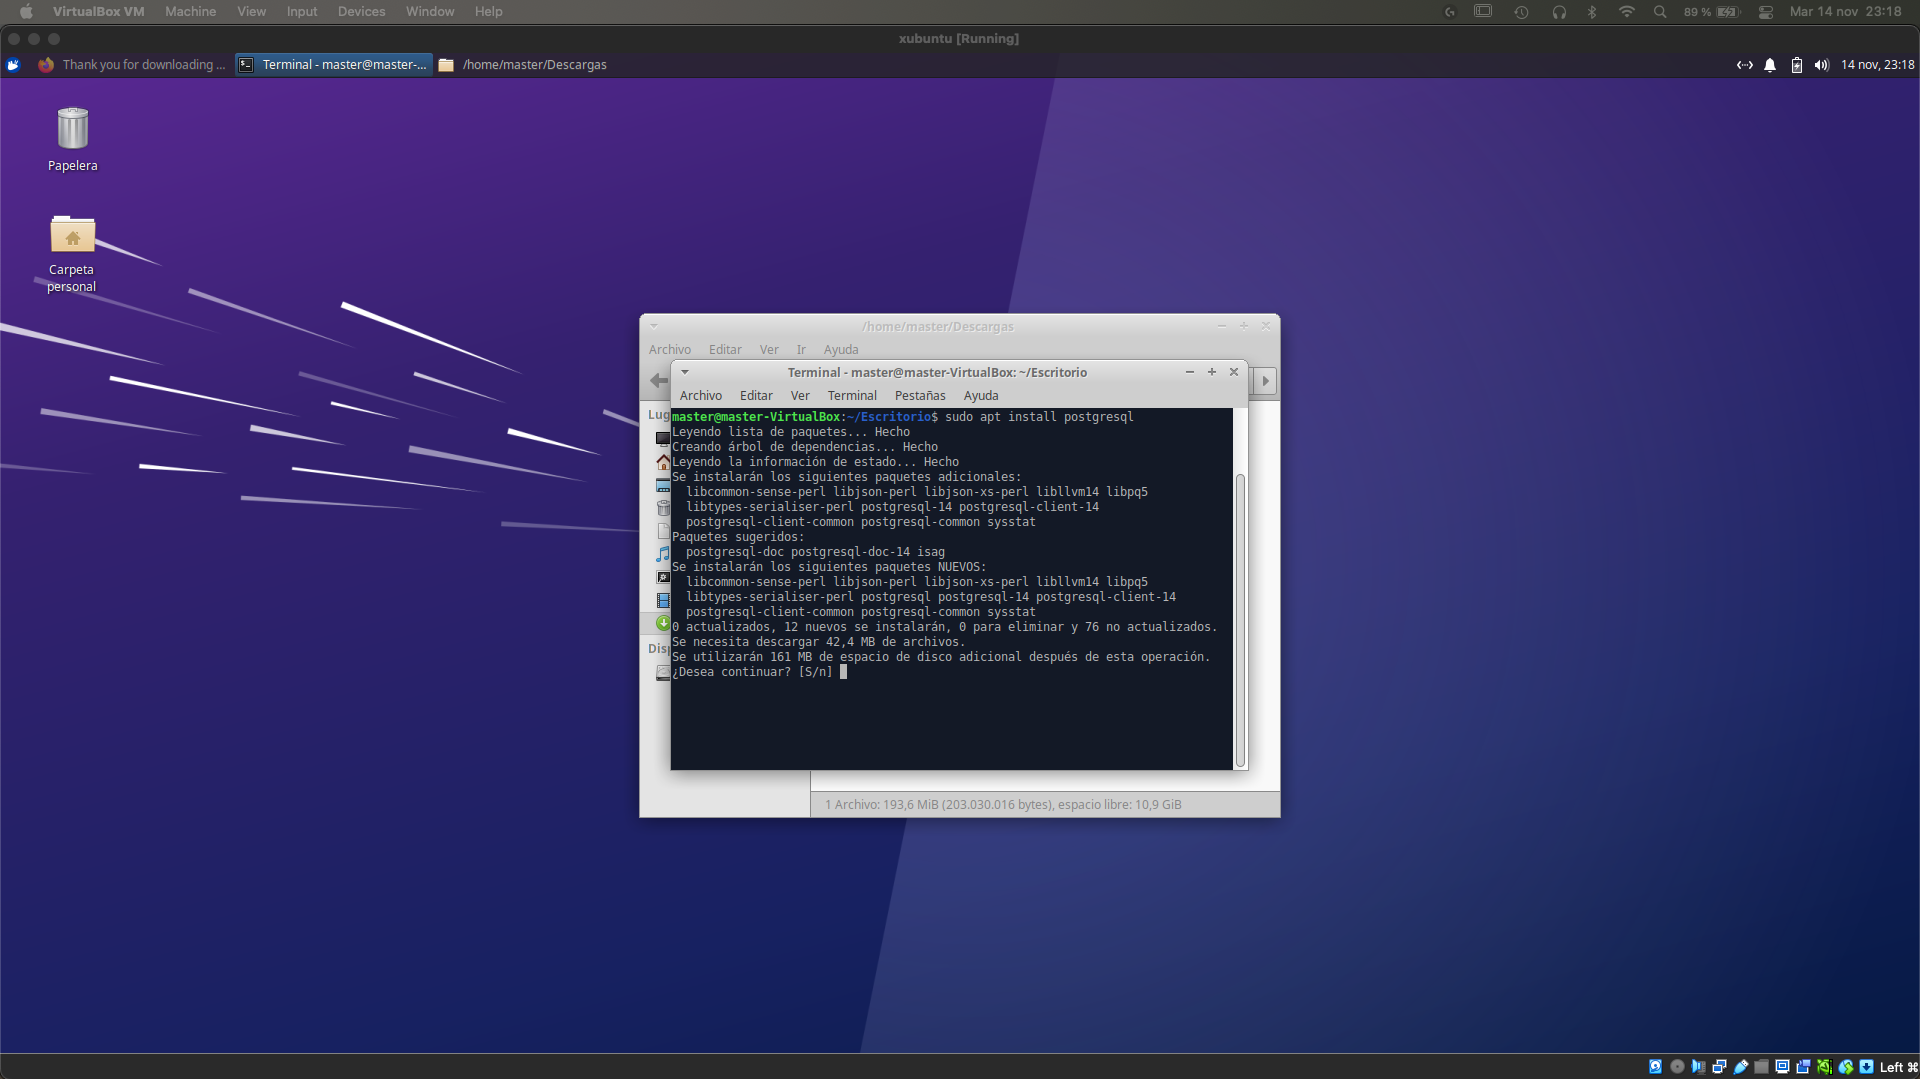 VirtualBox VM Machine View Input Devices Window Help 89 % Mar 14 nov 23:18
xubuntu [Running]
Thank you for downloading ... Terminal - master@master-... /home/master/Descargas 14 nov, 23:18
Papelera
Carpeta
personal
/home/master/Descargas
Archivo Editar Ver Ir Ayuda
Terminal - master@master-VirtualBox: ~/Escritorio
Archivo Editar Ver Terminal Pestañas Ayuda
Lug
master@master-VirtualBox:~/Escritorio$ sudo apt install postgresql
Leyendo lista de paquetes... Hecho
Creando árbol de dependencias... Hecho
Leyendo la información de estado... Hecho
Se instalarán los siguientes paquetes adicionales:
libcommon-sense-perl libjson-perl libjson-xs-perl libllvm14 libpq5
libtypes-serialiser-perl postgresql-14 postgresql-client-14
postgresql-client-common postgresql-common sysstat
Paquetes sugeridos:
postgresql-doc postgresql-doc-14 isag
Se instalarán los siguientes paquetes NUEVOS:
libcommon-sense-perl libjson-perl libjson-xs-perl libllvm14 libpq5
libtypes-serialiser-perl postgresql postgresql-14 postgresql-client-14
postgresql-client-common postgresql-common sysstat
0 actualizados, 12 nuevos se instalarán, 0 para eliminar y 76 no actualizados.
Se necesita descargar 42,4 MB de archivos.
Se utilizarán 161 MB de espacio de disco adicional después de esta operación.
¿Desea continuar? [S/n]
Disp
1 Archivo: 193,6 MiB (203.030.016 bytes), espacio libre: 10,9 GiB
Left ⌘